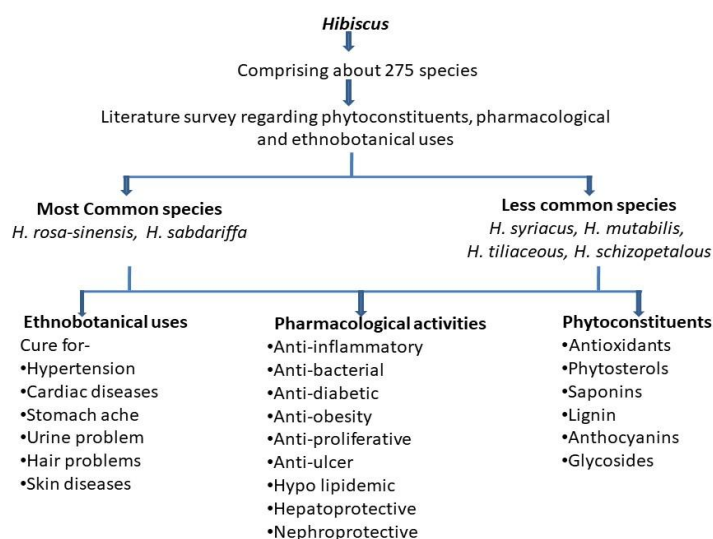 Hibiscus
Comprising about 275 species
Literature survey regarding phytoconstituents, pharmacological
and ethnobotanical uses
Most Common species
H. rosa-sinensis, H. sabdariffa
Less common species
H. syriacus, H. mutabilis,
H. tiliaceous, H. schizopetalous
Ethnobotanical uses
Cure for-
•Hypertension
•Cardiac diseases
•Stomach ache
•Urine problem
•Hair problems
•Skin diseases
Pharmacological activities
•Anti-inflammatory
•Anti-bacterial
•Anti-diabetic
•Anti-obesity
•Anti-proliferative
•Anti-ulcer
•Hypo lipidemic
•Hepatoprotective
•Nephroprotective
Phytoconstituents
•Antioxidants
•Phytosterols
•Saponins
•Lignin
•Anthocyanins
•Glycosides